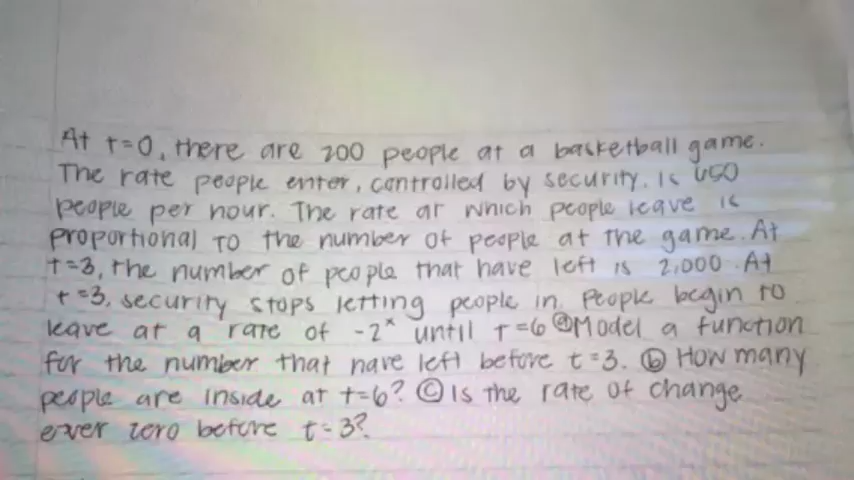 At t=0, there are 200 people at a basketball game.
The rate people enter, controlled by security, is 450
people per hour. The rate at which people leave is
proportional to the number of people at the game. At
t=3, the number of people that have left is 2,000. At
t=3, security stops letting people in. People begin to
leave at a rate of -2ˣ until t=6 ⓐ Model a function
for the number that have left before t=3. ⓑ How many
people are inside at t=6? ⓒ Is the rate of change
ever zero before t=3?